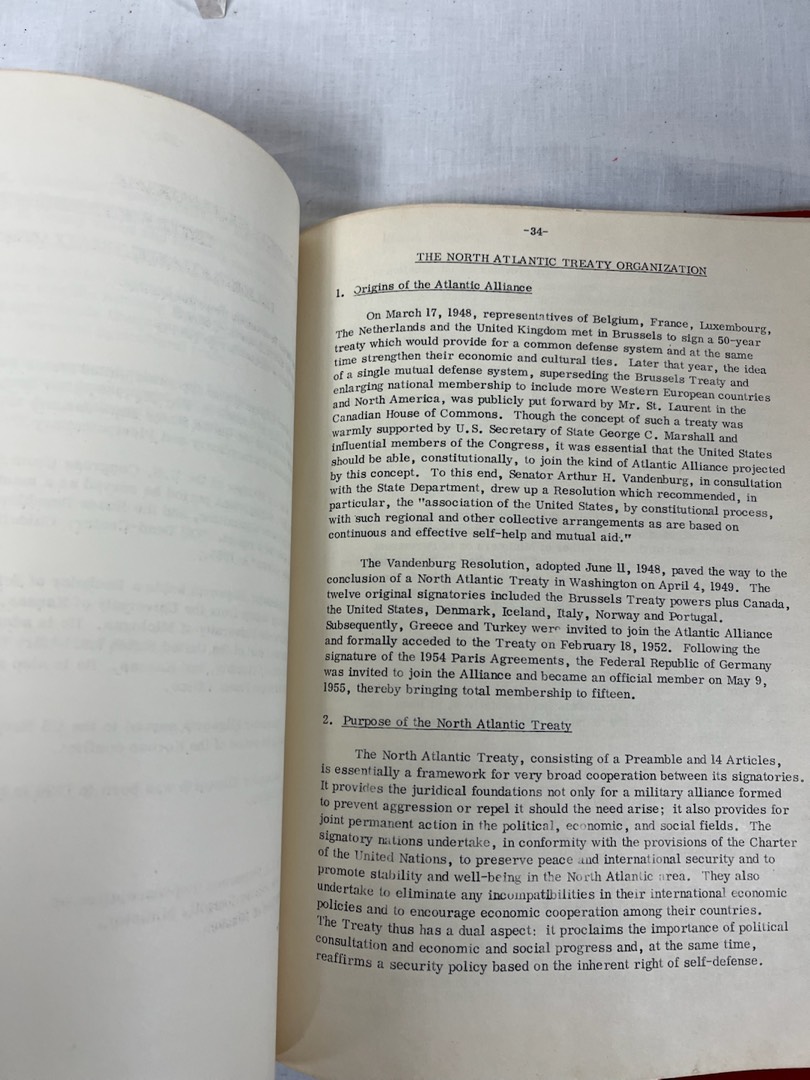 -34-
THE NORTH ATLANTIC TREATY ORGANIZATION
1. Origins of the Atlantic Alliance
On March 17, 1948, representatives of Belgium, France, Luxembourg,
The Netherlands and the United Kingdom met in Brussels to sign a 50-year
treaty which would provide for a common defense system and at the same
time strengthen their economic and cultural ties. Later that year, the idea
of a single mutual defense system, superseding the Brussels Treaty and
enlarging national membership to include more Western European countries
and North America, was publicly put forward by Mr. St. Laurent in the
Canadian House of Commons. Though the concept of such a treaty was
warmly supported by U.S. Secretary of State George C. Marshall and
influential members of the Congress, it was essential that the United States
should be able, constitutionally, to join the kind of Atlantic Alliance projected
by this concept. To this end, Senator Arthur H. Vandenburg, in consultation
with the State Department, drew up a Resolution which recommended, in
particular, the "association of the United States, by constitutional process,
with such regional and other collective arrangements as are based on
continuous and effective self-help and mutual aid."
The Vandenburg Resolution, adopted June 11, 1948, paved the way to the
conclusion of a North Atlantic Treaty in Washington on April 4, 1949. The
twelve original signatories included the Brussels Treaty powers plus Canada,
the United States, Denmark, Iceland, Italy, Norway and Portugal.
Subsequently, Greece and Turkey were invited to join the Atlantic Alliance
and formally acceded to the Treaty on February 18, 1952. Following the
signature of the 1954 Paris Agreements, the Federal Republic of Germany
was invited to join the Alliance and became an official member on May 9,
1955, thereby bringing total membership to fifteen.
2. Purpose of the North Atlantic Treaty
The North Atlantic Treaty, consisting of a Preamble and 14 Articles,
is essentially a framework for very broad cooperation between its signatories.
It provides the juridical foundations not only for a military alliance formed
to prevent aggression or repel it should the need arise; it also provides for
joint permanent action in the political, economic, and social fields. The
signatory nations undertake, in conformity with the provisions of the Charter
of the United Nations, to preserve peace and international security and to
promote stability and well-being in the North Atlantic area. They also
undertake to eliminate any incompatibilities in their international economic
policies and to encourage economic cooperation among their countries.
The Treaty thus has a dual aspect: it proclaims the importance of political
consultation and economic and social progress and, at the same time,
reaffirms a security policy based on the inherent right of self-defense.